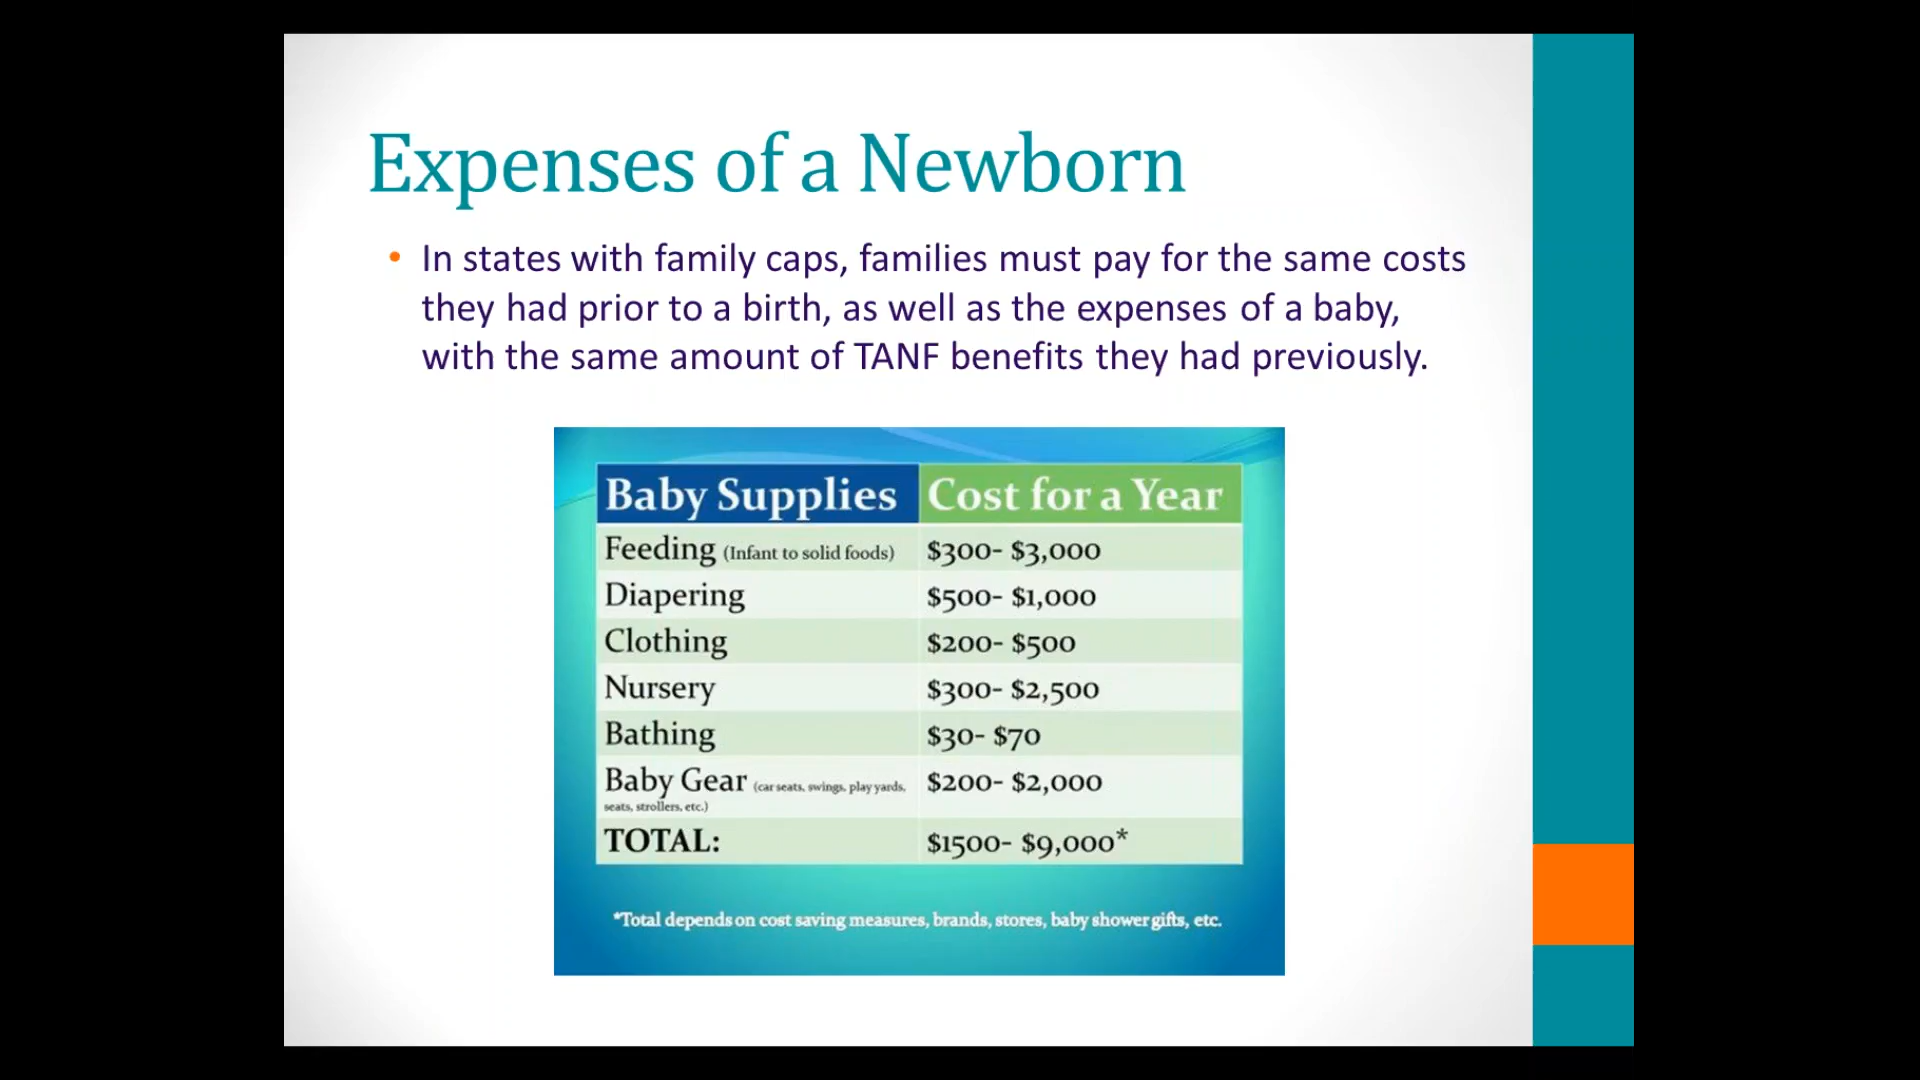 Expenses of a Newborn
• In states with family caps, families must pay for the same costs
they had prior to a birth, as well as the expenses of a baby,
with the same amount of TANF benefits they had previously.
Baby Supplies Cost for a Year
Feeding (Infant to solid foods) $300- $3,000
Diapering $500- $1,000
Clothing $200- $500
Nursery $300- $2,500
Bathing $30- $70
Baby Gear (car seats, swings, play yards, $200- $2,000
seats, strollers, etc.)
TOTAL: $1500- $9,000*
*Total depends on cost saving measures, brands, stores, baby shower gifts, etc.